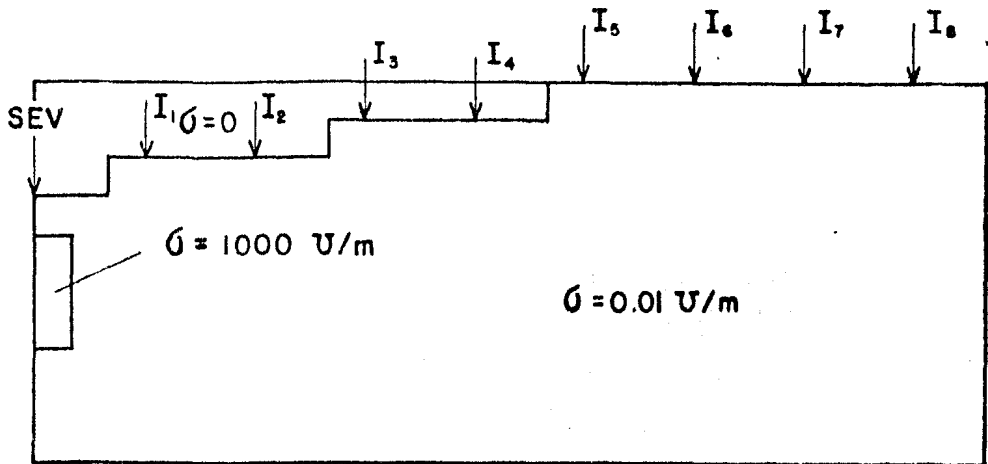 I₅ I₆ I₇ I₈
I₃ I₄
SEV I₁ σ=0 I₂
σ = 1000 ℧/m
σ = 0.01 ℧/m